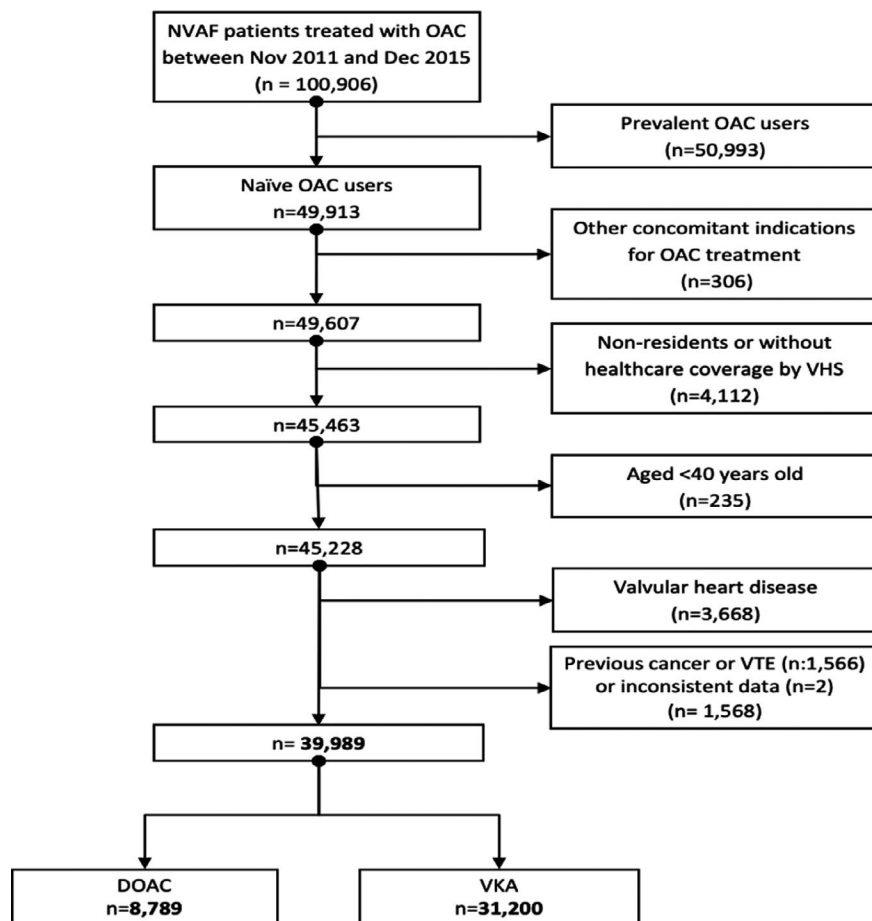 NVAF patients treated with OAC
between Nov 2011 and Dec 2015
(n = 100,906)
Prevalent OAC users
(n=50,993)
Naïve OAC users
n=49,913
Other concomitant indications
for OAC treatment
(n=306)
n=49,607
Non-residents or without
healthcare coverage by VHS
(n=4,112)
n=45,463
Aged <40 years old
(n=235)
n=45,228
Valvular heart disease
(n=3,668)
Previous cancer or VTE (n:1,566)
or inconsistent data (n=2)
(n= 1,568)
n= 39,989
DOAC
n=8,789
VKA
n=31,200